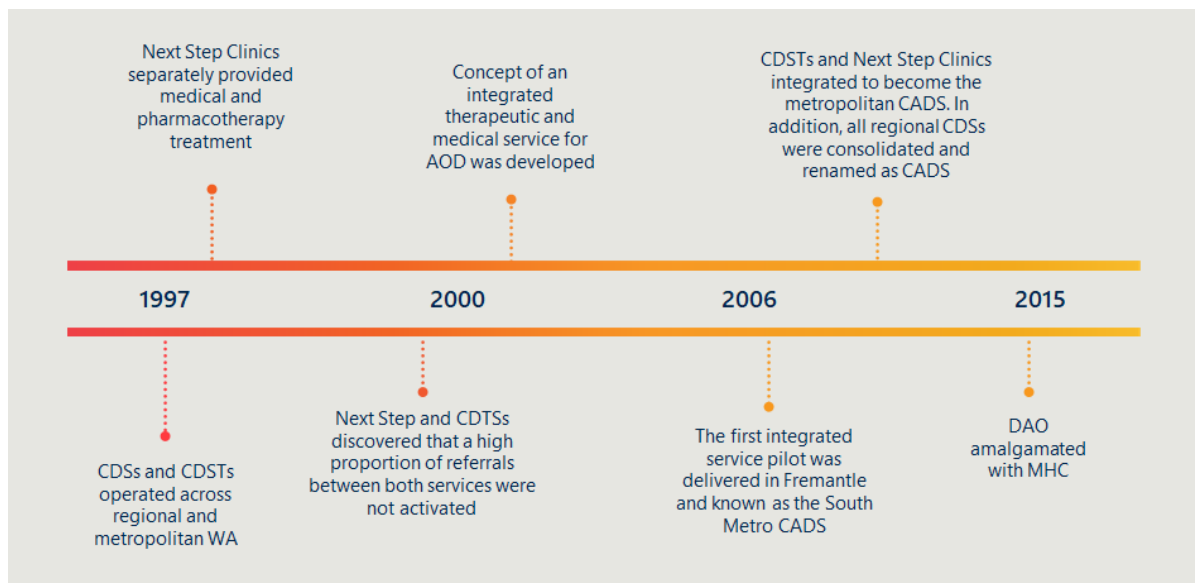 Next Step Clinics
separately provided
medical and
pharmacotherapy
treatment
Concept of an
integrated
therapeutic and
medical service for
AOD was developed
CDSTs and Next Step Clinics
integrated to become the
metropolitan CADS. In
addition, all regional CDSs
were consolidated and
renamed as CADS
1997
2000
2006
2015
CDSs and CDSTs
operated across
regional and
metropolitan WA
Next Step and CDTSs
discovered that a high
proportion of referrals
between both services were
not activated
The first integrated
service pilot was
delivered in Fremantle
and known as the South
Metro CADS
DAO
amalgamated
with MHC